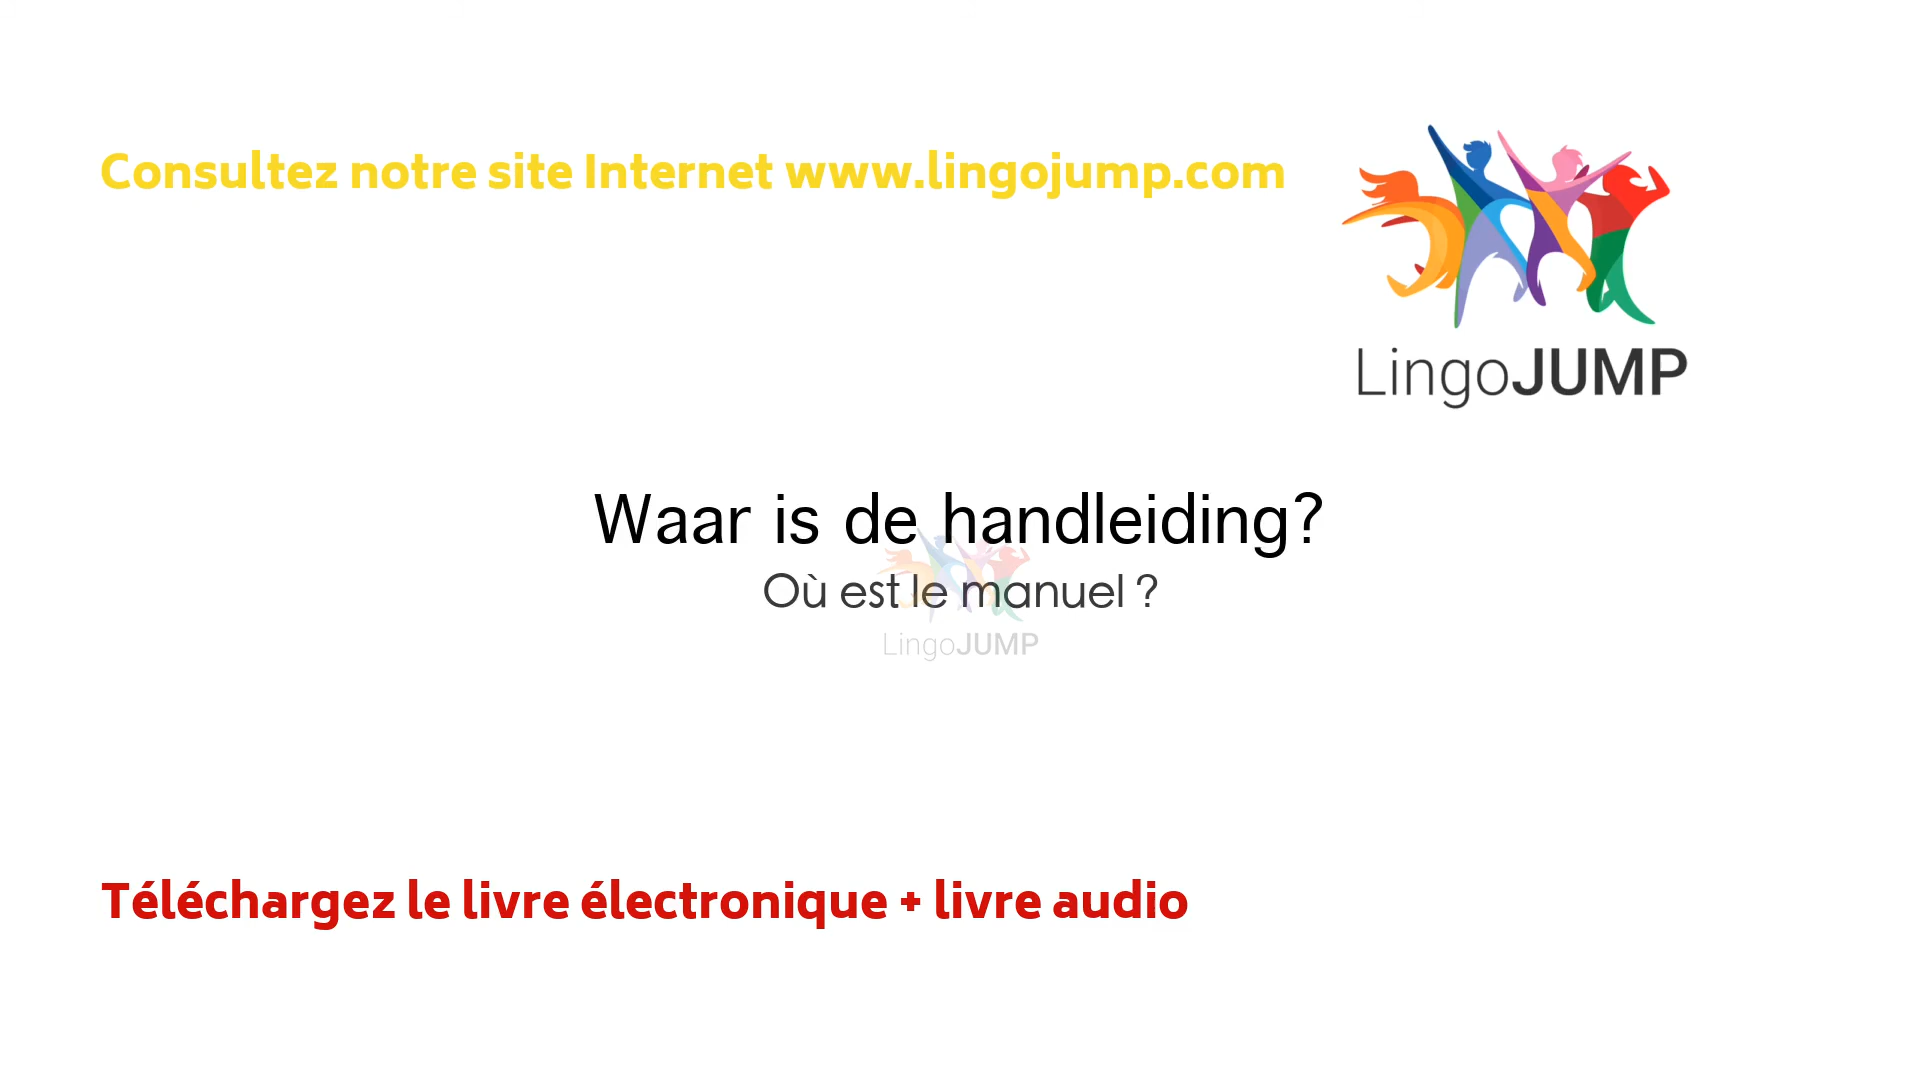 Consultez notre site Internet www.lingojump.com
LingoJUMP
Waar is de handleiding?
Où est le manuel ?
LingoJUMP
Téléchargez le livre électronique + livre audio